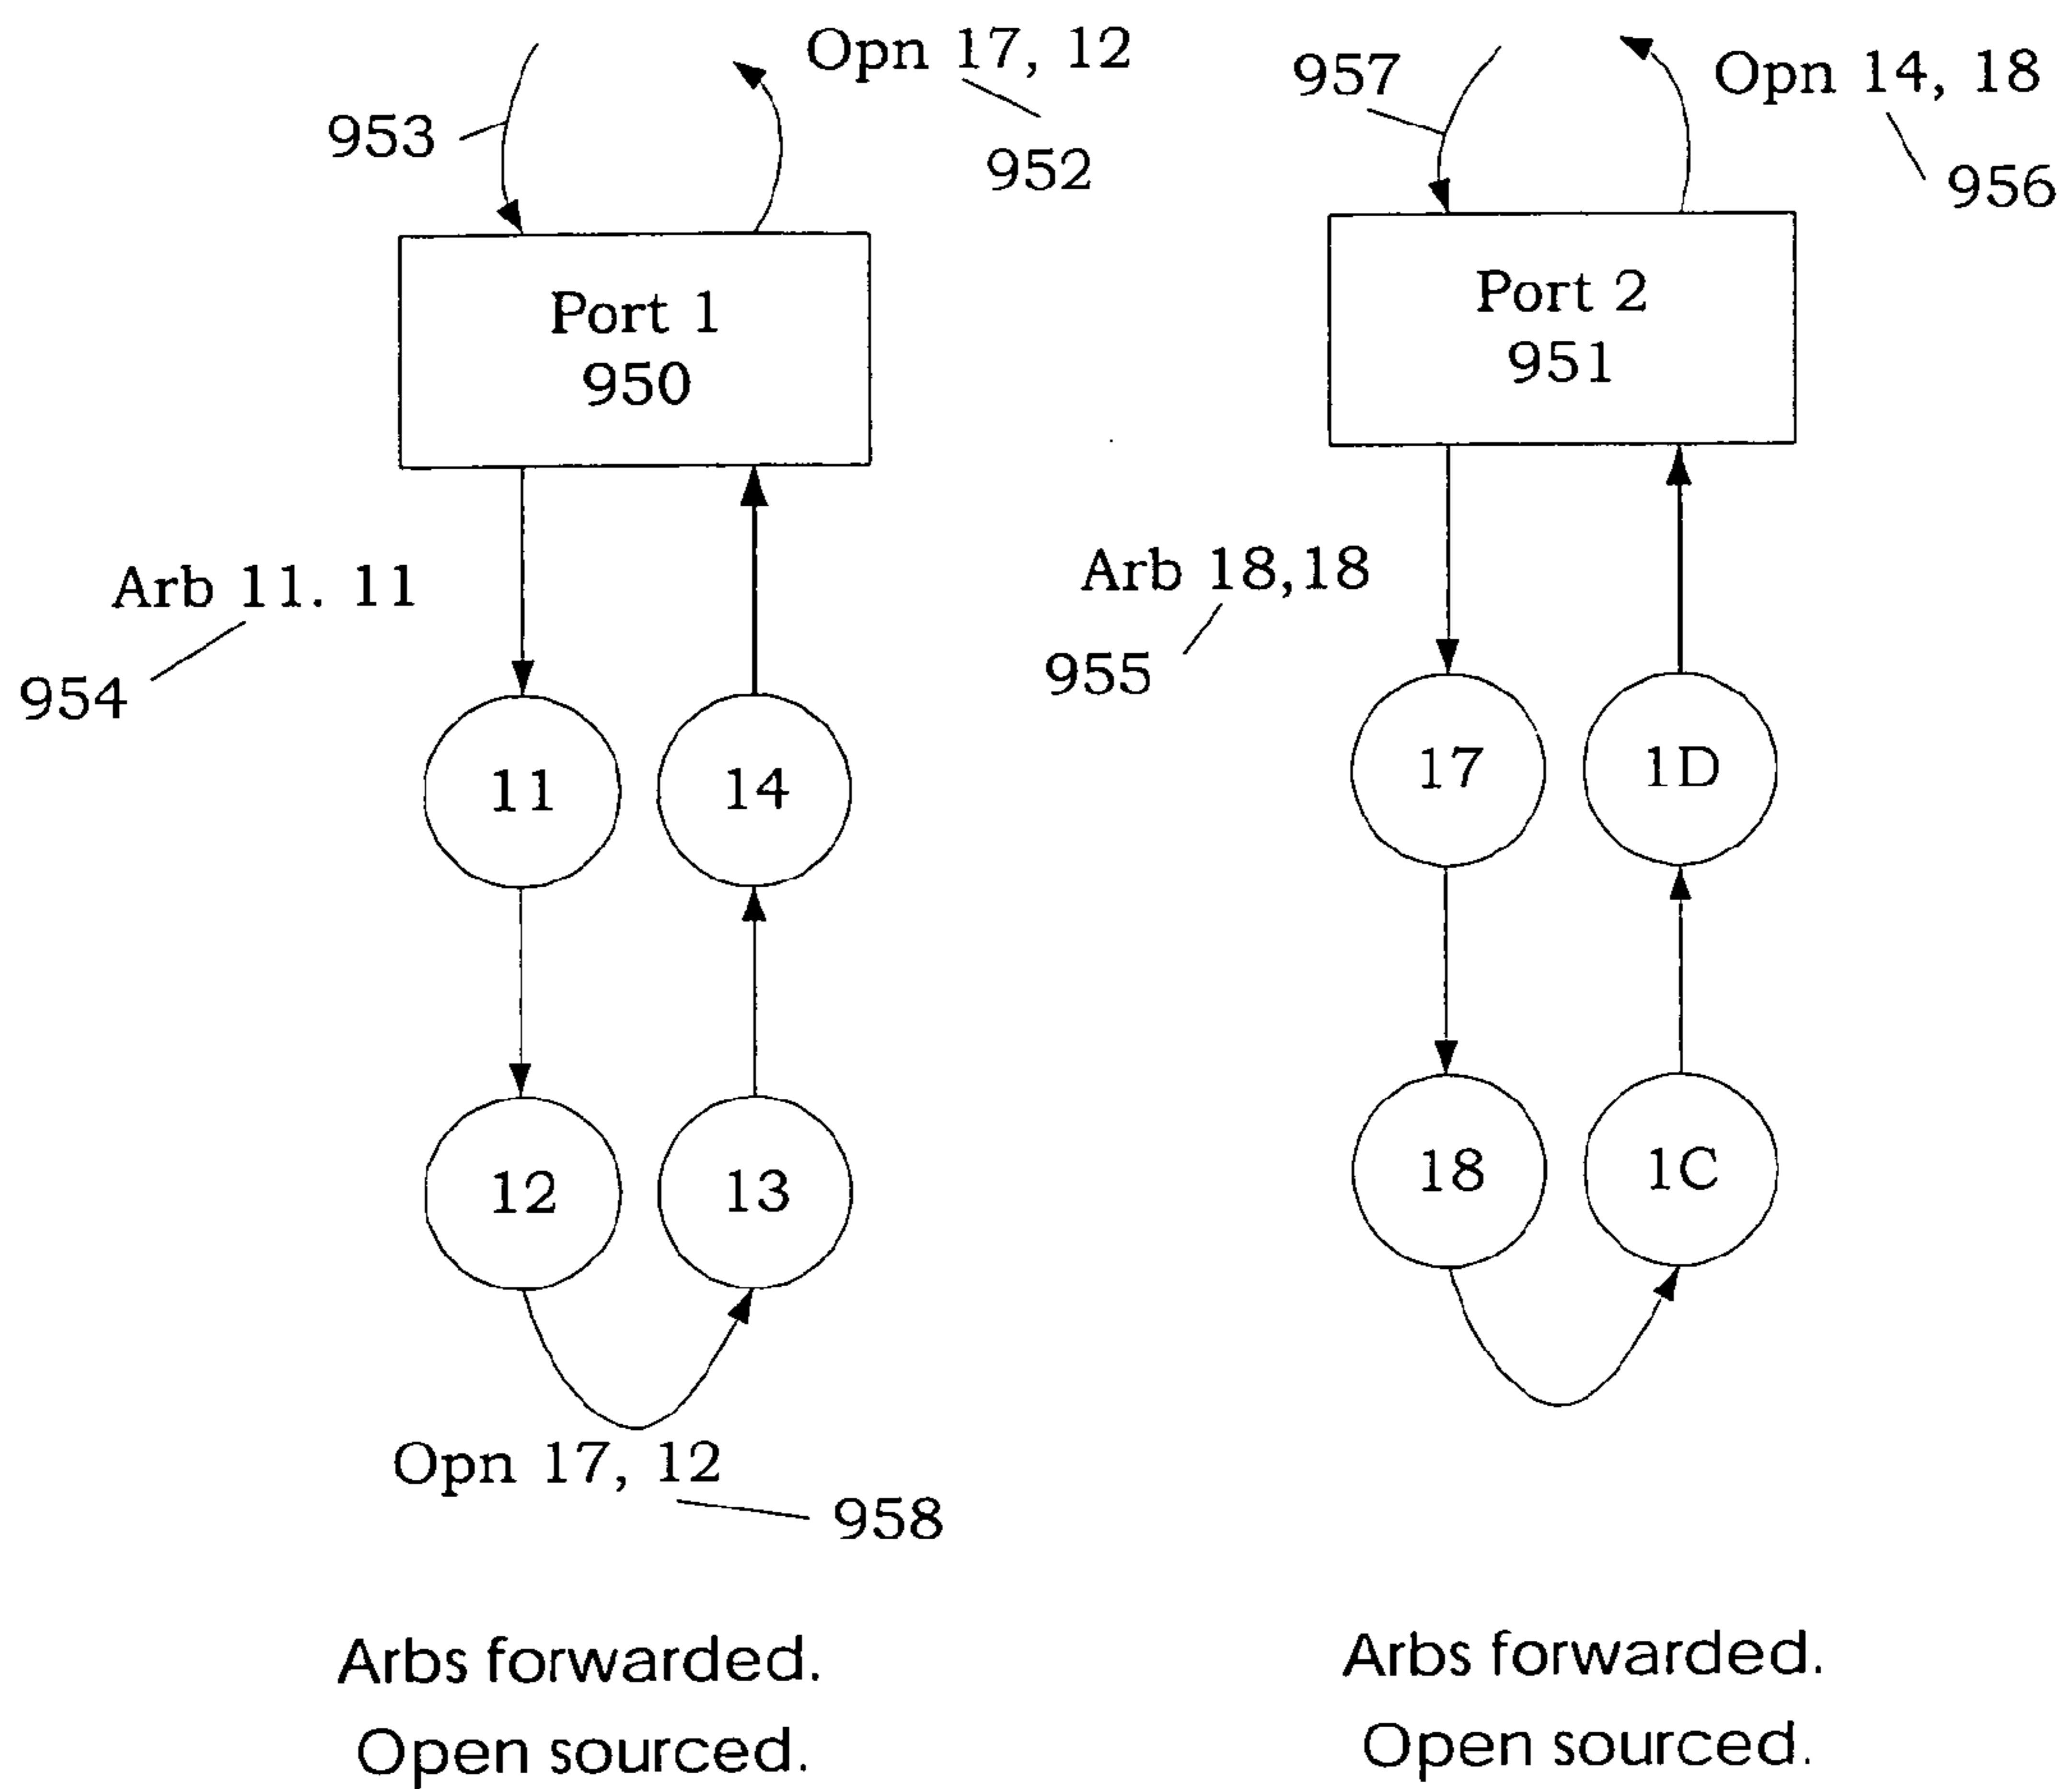 Opn 17, 12
953
952
Port 1
950
Arb 11. 11
954
11
14
12
13
Opn 17, 12
958
Arbs forwarded.
Open sourced.
957
Opn 14, 18
956
Port 2
951
Arb 18,18
955
17
1D
18
1C
Arbs forwarded.
Open sourced.